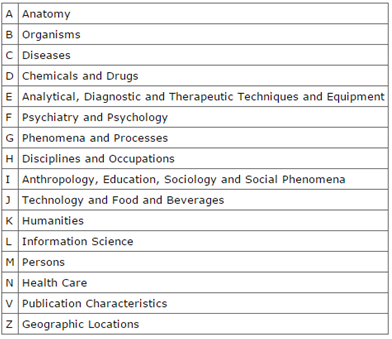 A Anatomy
B Organisms
C Diseases
D Chemicals and Drugs
E Analytical, Diagnostic and Therapeutic Techniques and Equipment
F Psychiatry and Psychology
G Phenomena and Processes
H Disciplines and Occupations
I Anthropology, Education, Sociology and Social Phenomena
J Technology and Food and Beverages
K Humanities
L Information Science
M Persons
N Health Care
V Publication Characteristics
Z Geographic Locations